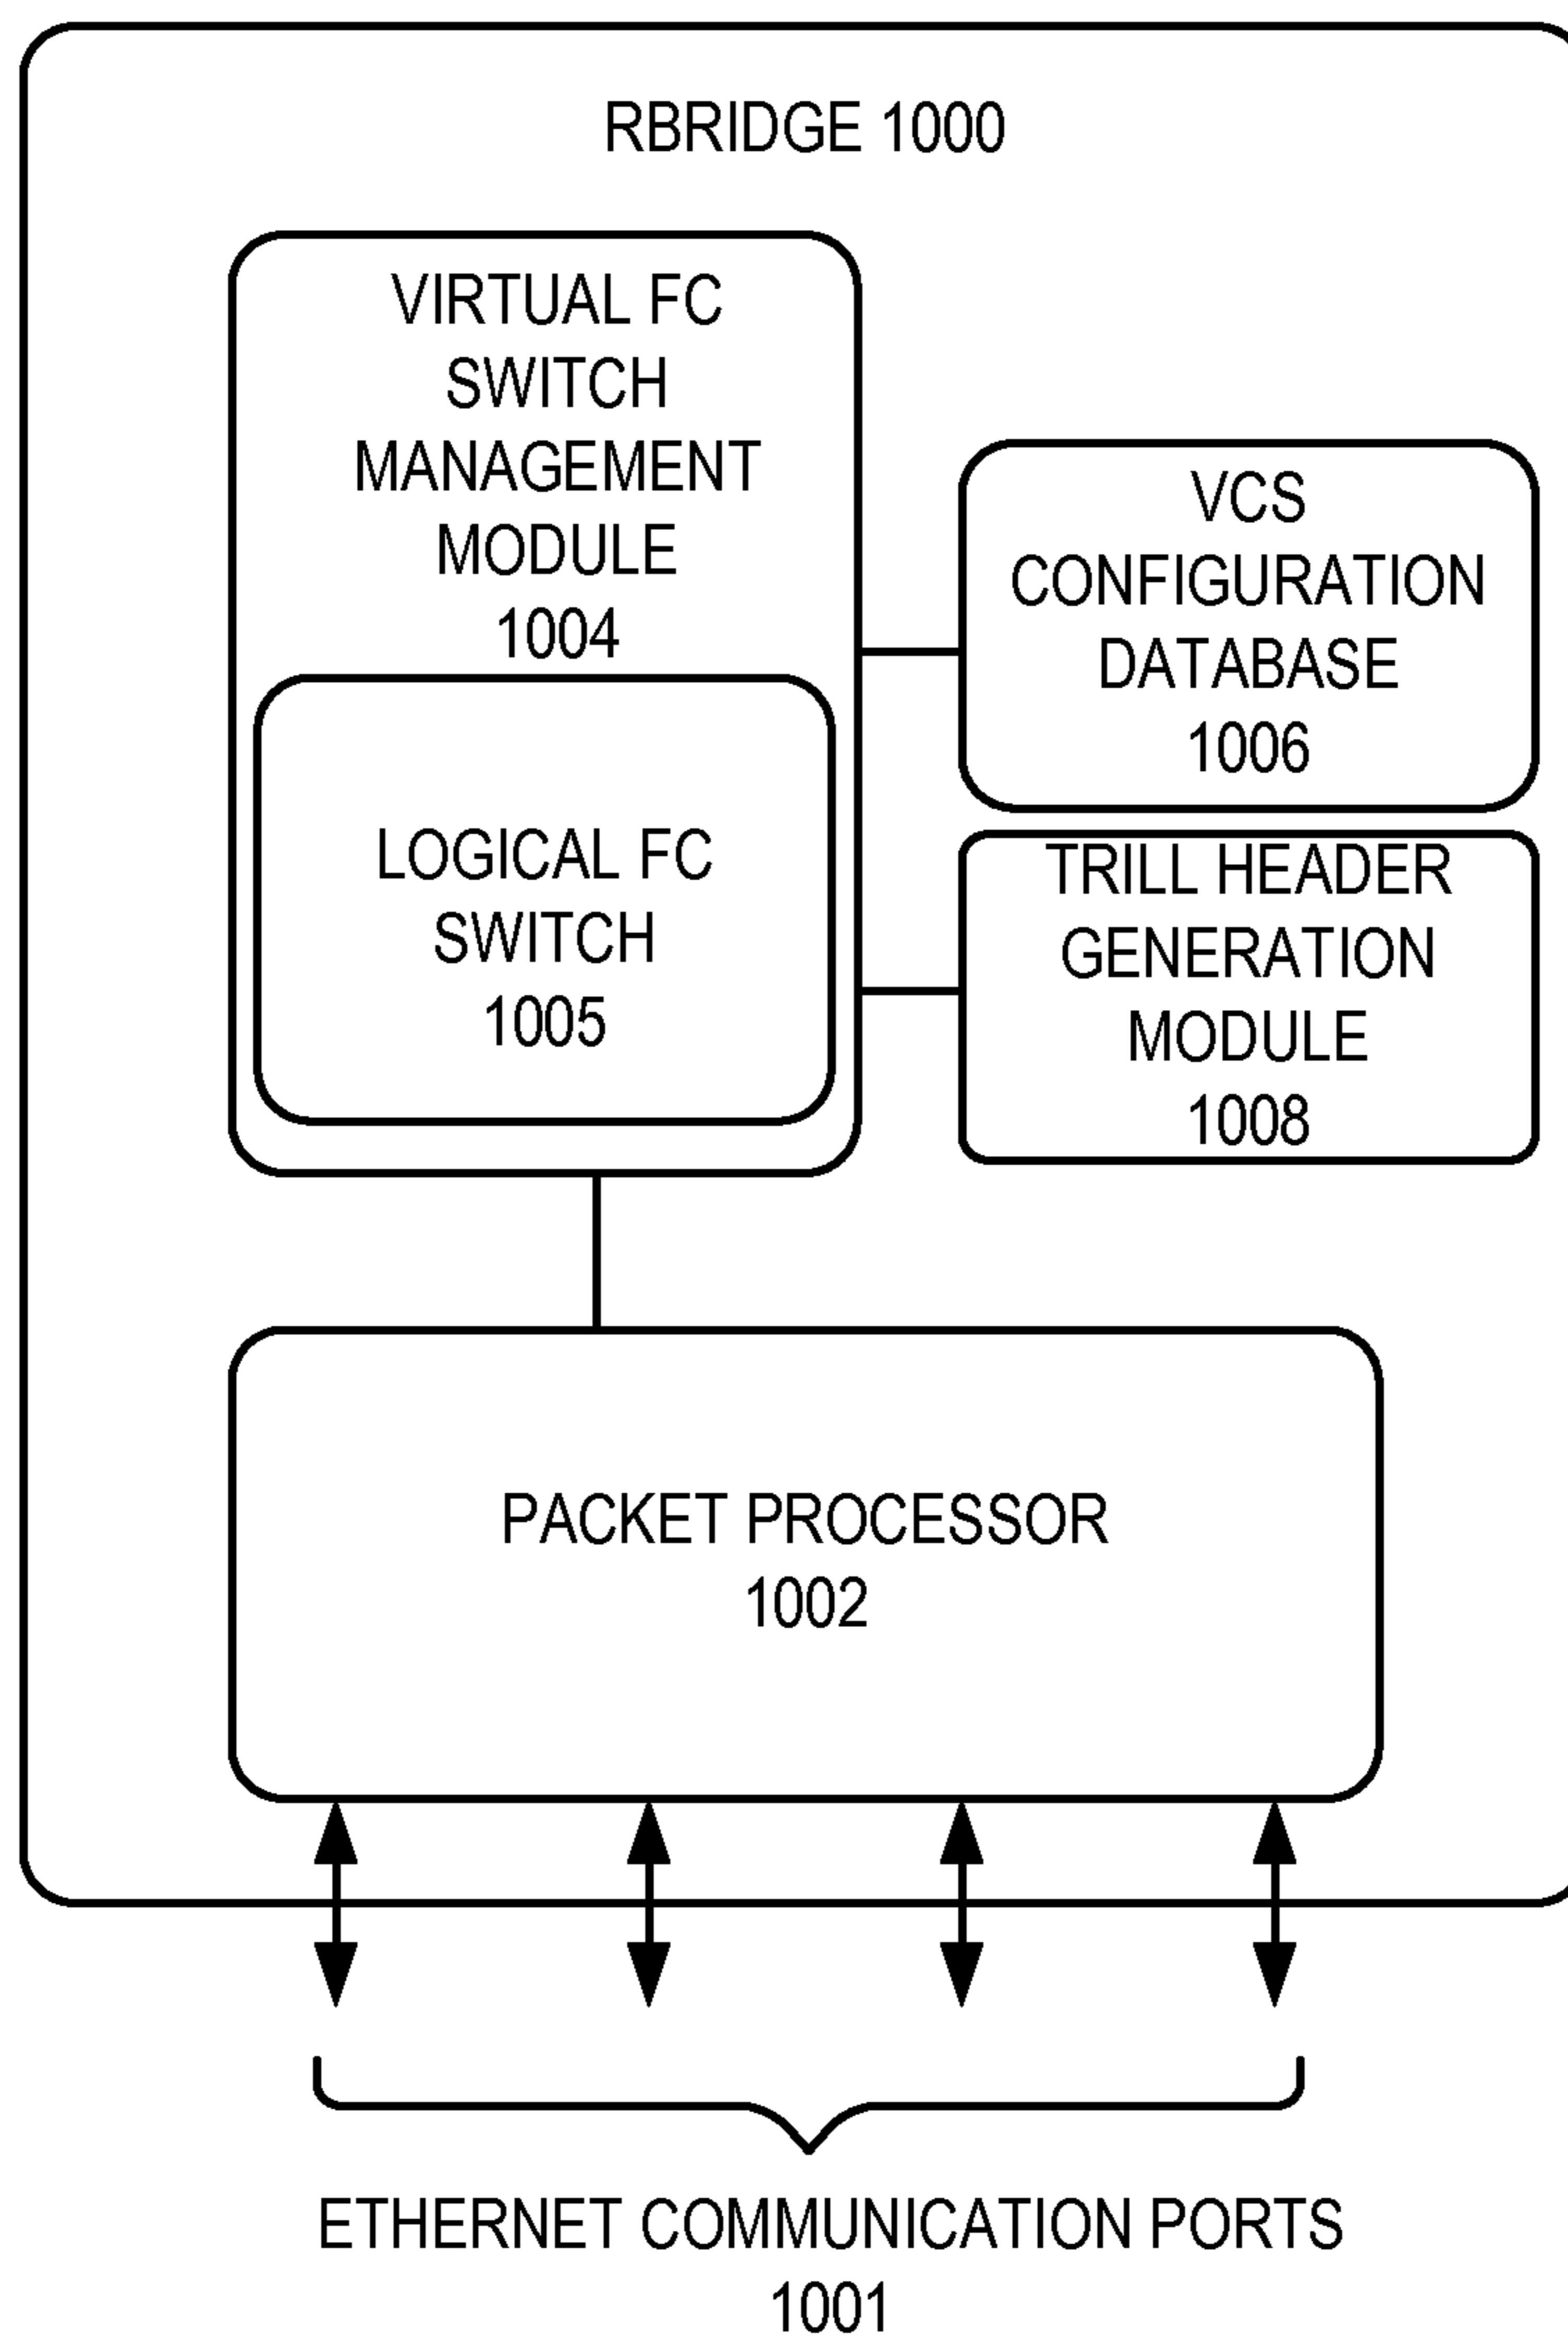 RBRIDGE 1000
VIRTUAL FC
SWITCH
MANAGEMENT
MODULE
1004
LOGICAL FC
SWITCH
1005
VCS
CONFIGURATION
DATABASE
1006
TRILL HEADER
GENERATION
MODULE
1008
PACKET PROCESSOR
1002
ETHERNET COMMUNICATION PORTS
1001